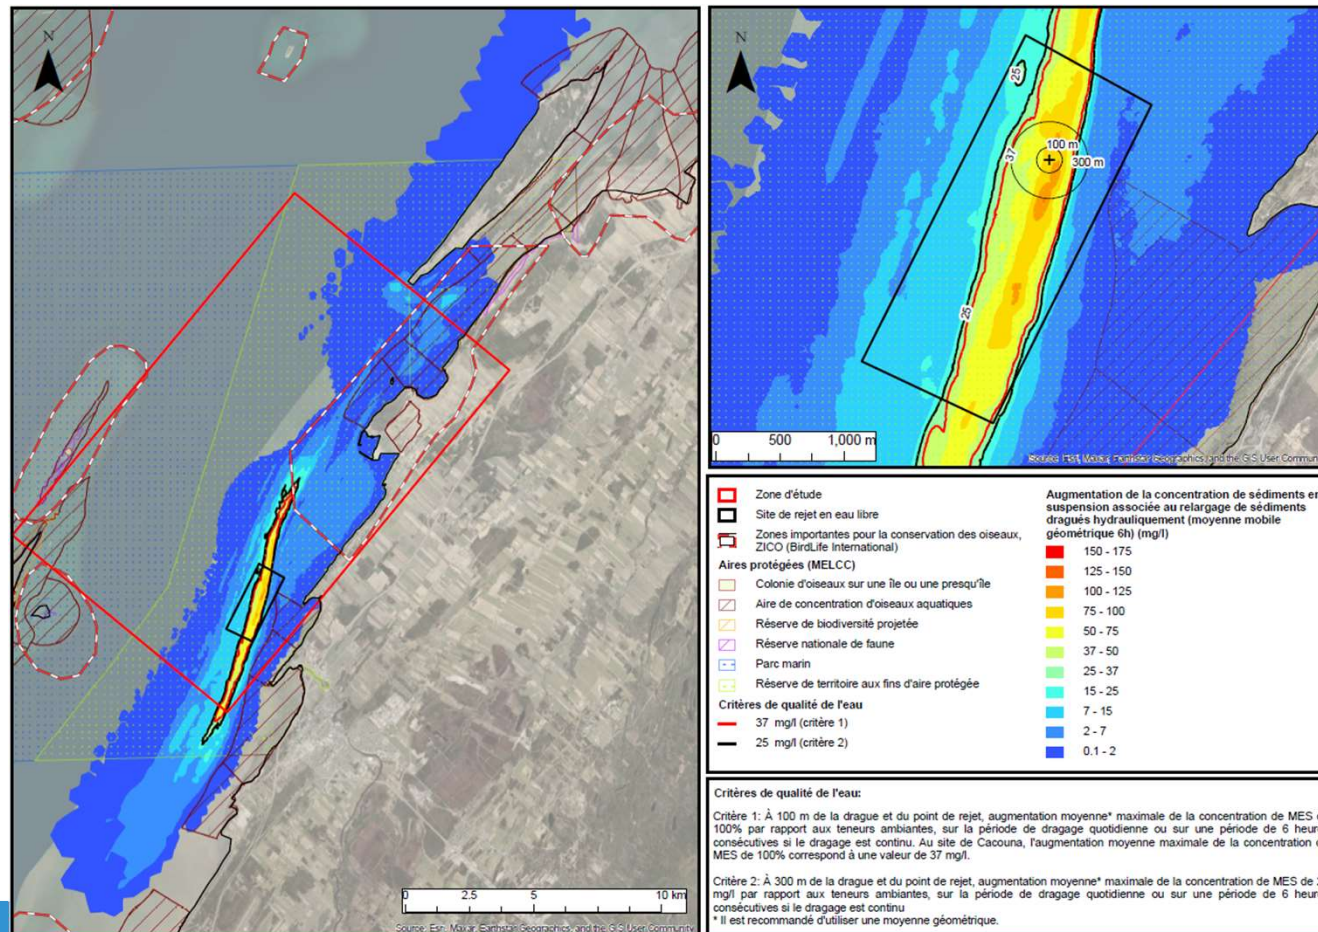 N
0 2.5 5 10 km
Source: Esri, Maxar, Earthstar Geographics, and the GIS User Community
N
25
37
100 m
300 m
25
0 500 1,000 m
Source: Esri, Maxar, Earthstar Geographics, and the GIS User Commun
Zone d'étude
Site de rejet en eau libre
Zones importantes pour la conservation des oiseaux,
ZICO (BirdLife International)
Aires protégées (MELCC)
Colonie d'oiseaux sur une île ou une presqu'île
Aire de concentration d'oiseaux aquatiques
Réserve de biodiversité projetée
Réserve nationale de faune
Parc marin
Réserve de territoire aux fins d'aire protégée
Critères de qualité de l'eau
37 mg/l (critère 1)
25 mg/l (critère 2)
Augmentation de la concentration de sédiments en
suspension associée au relargage de sédiments
dragués hydrauliquement (moyenne mobile
géométrique 6h) (mg/l)
150 - 175
125 - 150
100 - 125
75 - 100
50 - 75
37 - 50
25 - 37
15 - 25
7 - 15
2 - 7
0.1 - 2
Critères de qualité de l'eau:
Critère 1: À 100 m de la drague et du point de rejet, augmentation moyenne* maximale de la concentration de MES
100% par rapport aux teneurs ambiantes, sur la période de dragage quotidienne ou sur une période de 6 heur
consécutives si le dragage est continu. Au site de Cacouna, l'augmentation moyenne maximale de la concentration
MES de 100% correspond à une valeur de 37 mg/l.
Critère 2: À 300 m de la drague et du point de rejet, augmentation moyenne* maximale de la concentration de MES de
mg/l par rapport aux teneurs ambiantes, sur la période de dragage quotidienne ou sur une période de 6 heur
consécutives si le dragage est continu
* Il est recommandé d'utiliser une moyenne géométrique.